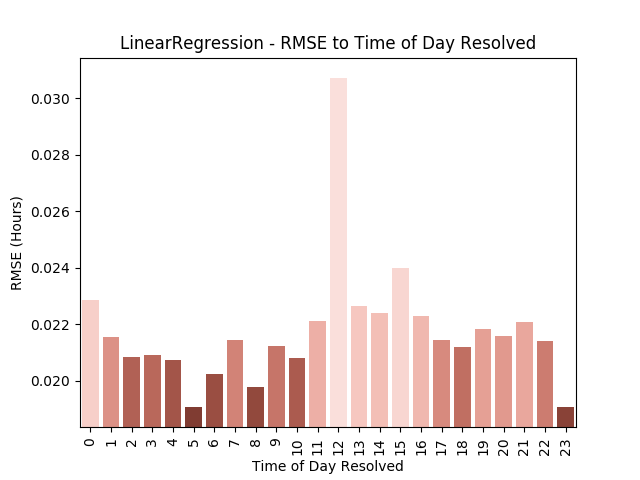 LinearRegression - RMSE to Time of Day Resolved
RMSE (Hours)
0.030
0.028
0.026
0.024
0.022
0.020
0 1 2 3 4 5 6 7 8 9 10 11 12 13 14 15 16 17 18 19 20 21 22 23
Time of Day Resolved